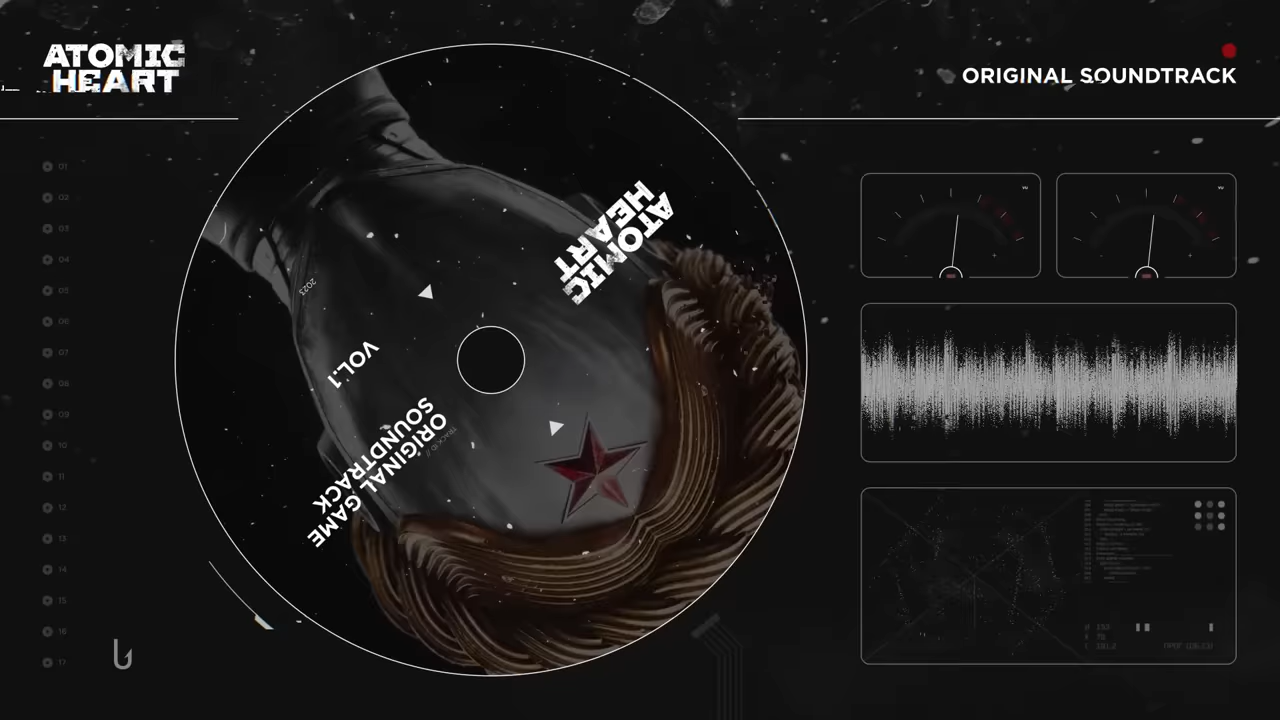 ATOMIC
HEART
ORIGINAL SOUNDTRACK
01
02
03
04
05
06
07
08
09
10
11
12
13
14
15
16
17
ATOMIC
HEART
2023
VOL.1
ORIGINAL GAME
SOUNDTRACK